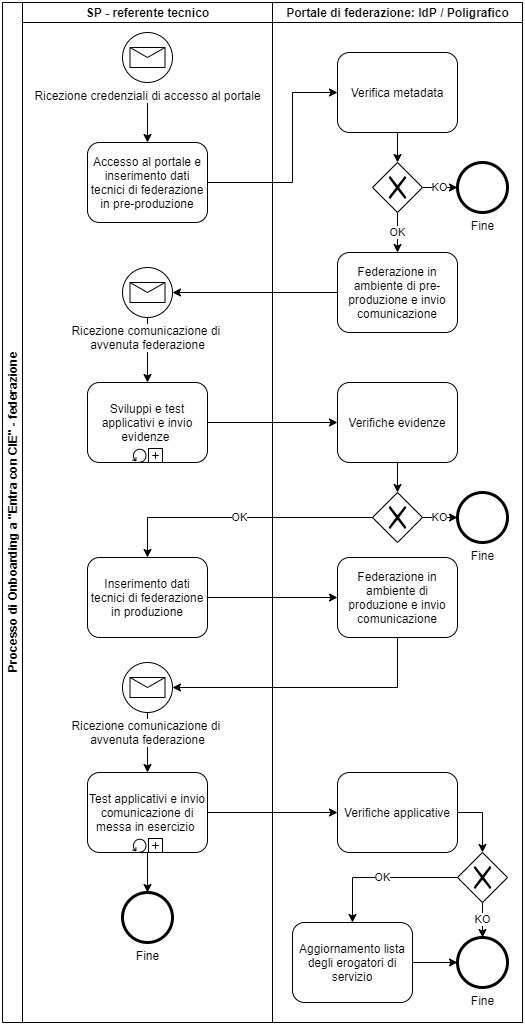 Processo di Onboarding a "Entra con CIE" - federazione
SP - referente tecnico
Portale di federazione: IdP / Poligrafico
Ricezione credenziali di accesso al portale
Accesso al portale e
inserimento dati
tecnici di federazione
in pre-produzione
Verifica metadata
KO
Fine
OK
Federazione in
ambiente di pre-
produzione e invio
comunicazione
Ricezione comunicazione di
avvenuta federazione
Sviluppi e test
applicativi e invio
evidenze
Verifiche evidenze
KO
Fine
OK
Inserimento dati
tecnici di federazione
in produzione
Federazione in
ambiente di
produzione e invio
comunicazione
Ricezione comunicazione di
avvenuta federazione
Test applicativi e invio
comunicazione di
messa in esercizio
Verifiche applicative
Fine
OK
KO
Aggiornamento lista
degli erogatori di
servizio
Fine